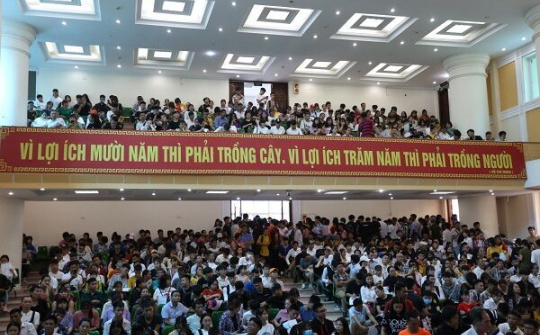 VÌ LỢI ÍCH MƯỜI NĂM THÌ PHẢI TRỒNG CÂY. VÌ LỢI ÍCH TRĂM NĂM THÌ PHẢI TRỒNG NGƯỜI